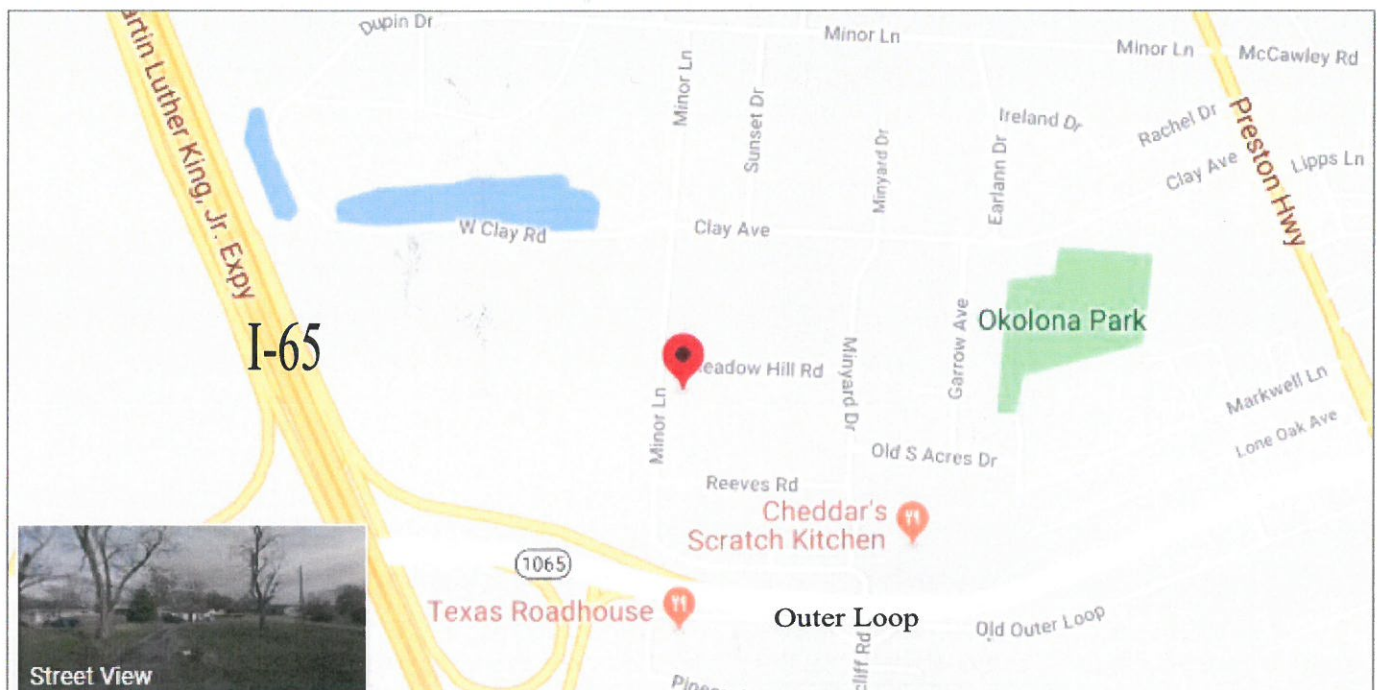 Dupin Dr
Minor Ln
Minor Ln
McCawley Rd
Martin Luther King, Jr. Expy
Minor Ln
Sunset Dr
Minyard Dr
Ireland Dr
Earlann Dr
Rachel Dr
Clay Ave
Preston Hwy
Lipps Ln
W Clay Rd
Clay Ave
I-65
Okolona Park
eadow Hill Rd
Minyard Dr
Garrow Ave
Minor Ln
Markwell Ln
Lone Oak Ave
Old S Acres Dr
Reeves Rd
Cheddar's
Scratch Kitchen
1065
Texas Roadhouse
Outer Loop
Old Outer Loop
cliff Rd
Street View